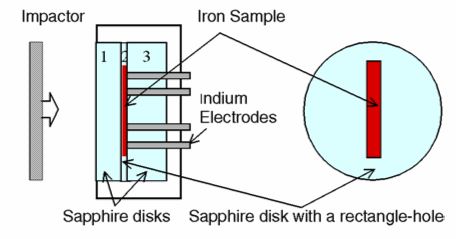 Impactor
Iron Sample
1 2 3
Indium
Electrodes
Sapphire disks
Sapphire disk with a rectangle-hole